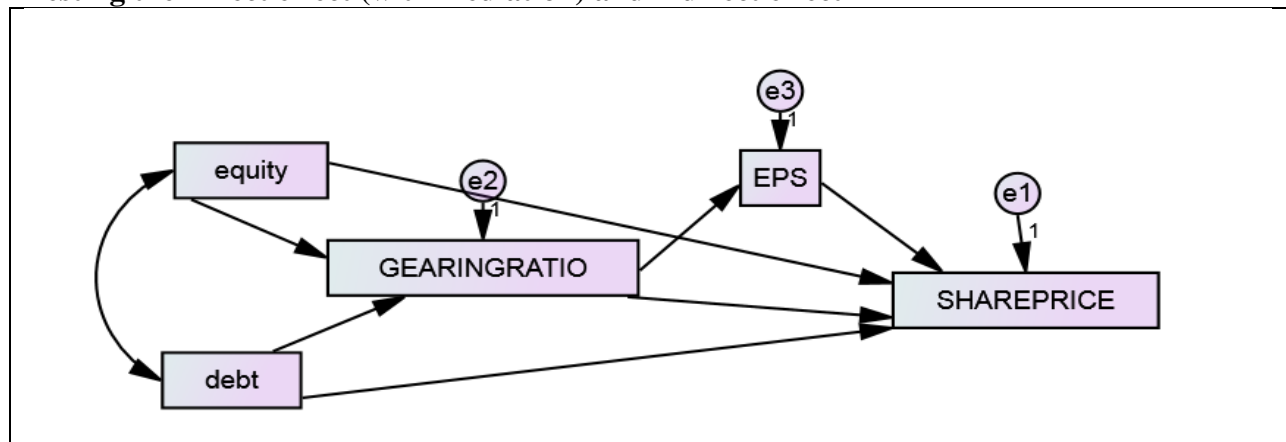 e3
1
equity
e2
EPS
1
e1
1
GEARINGRATIO
SHAREPRICE
debt